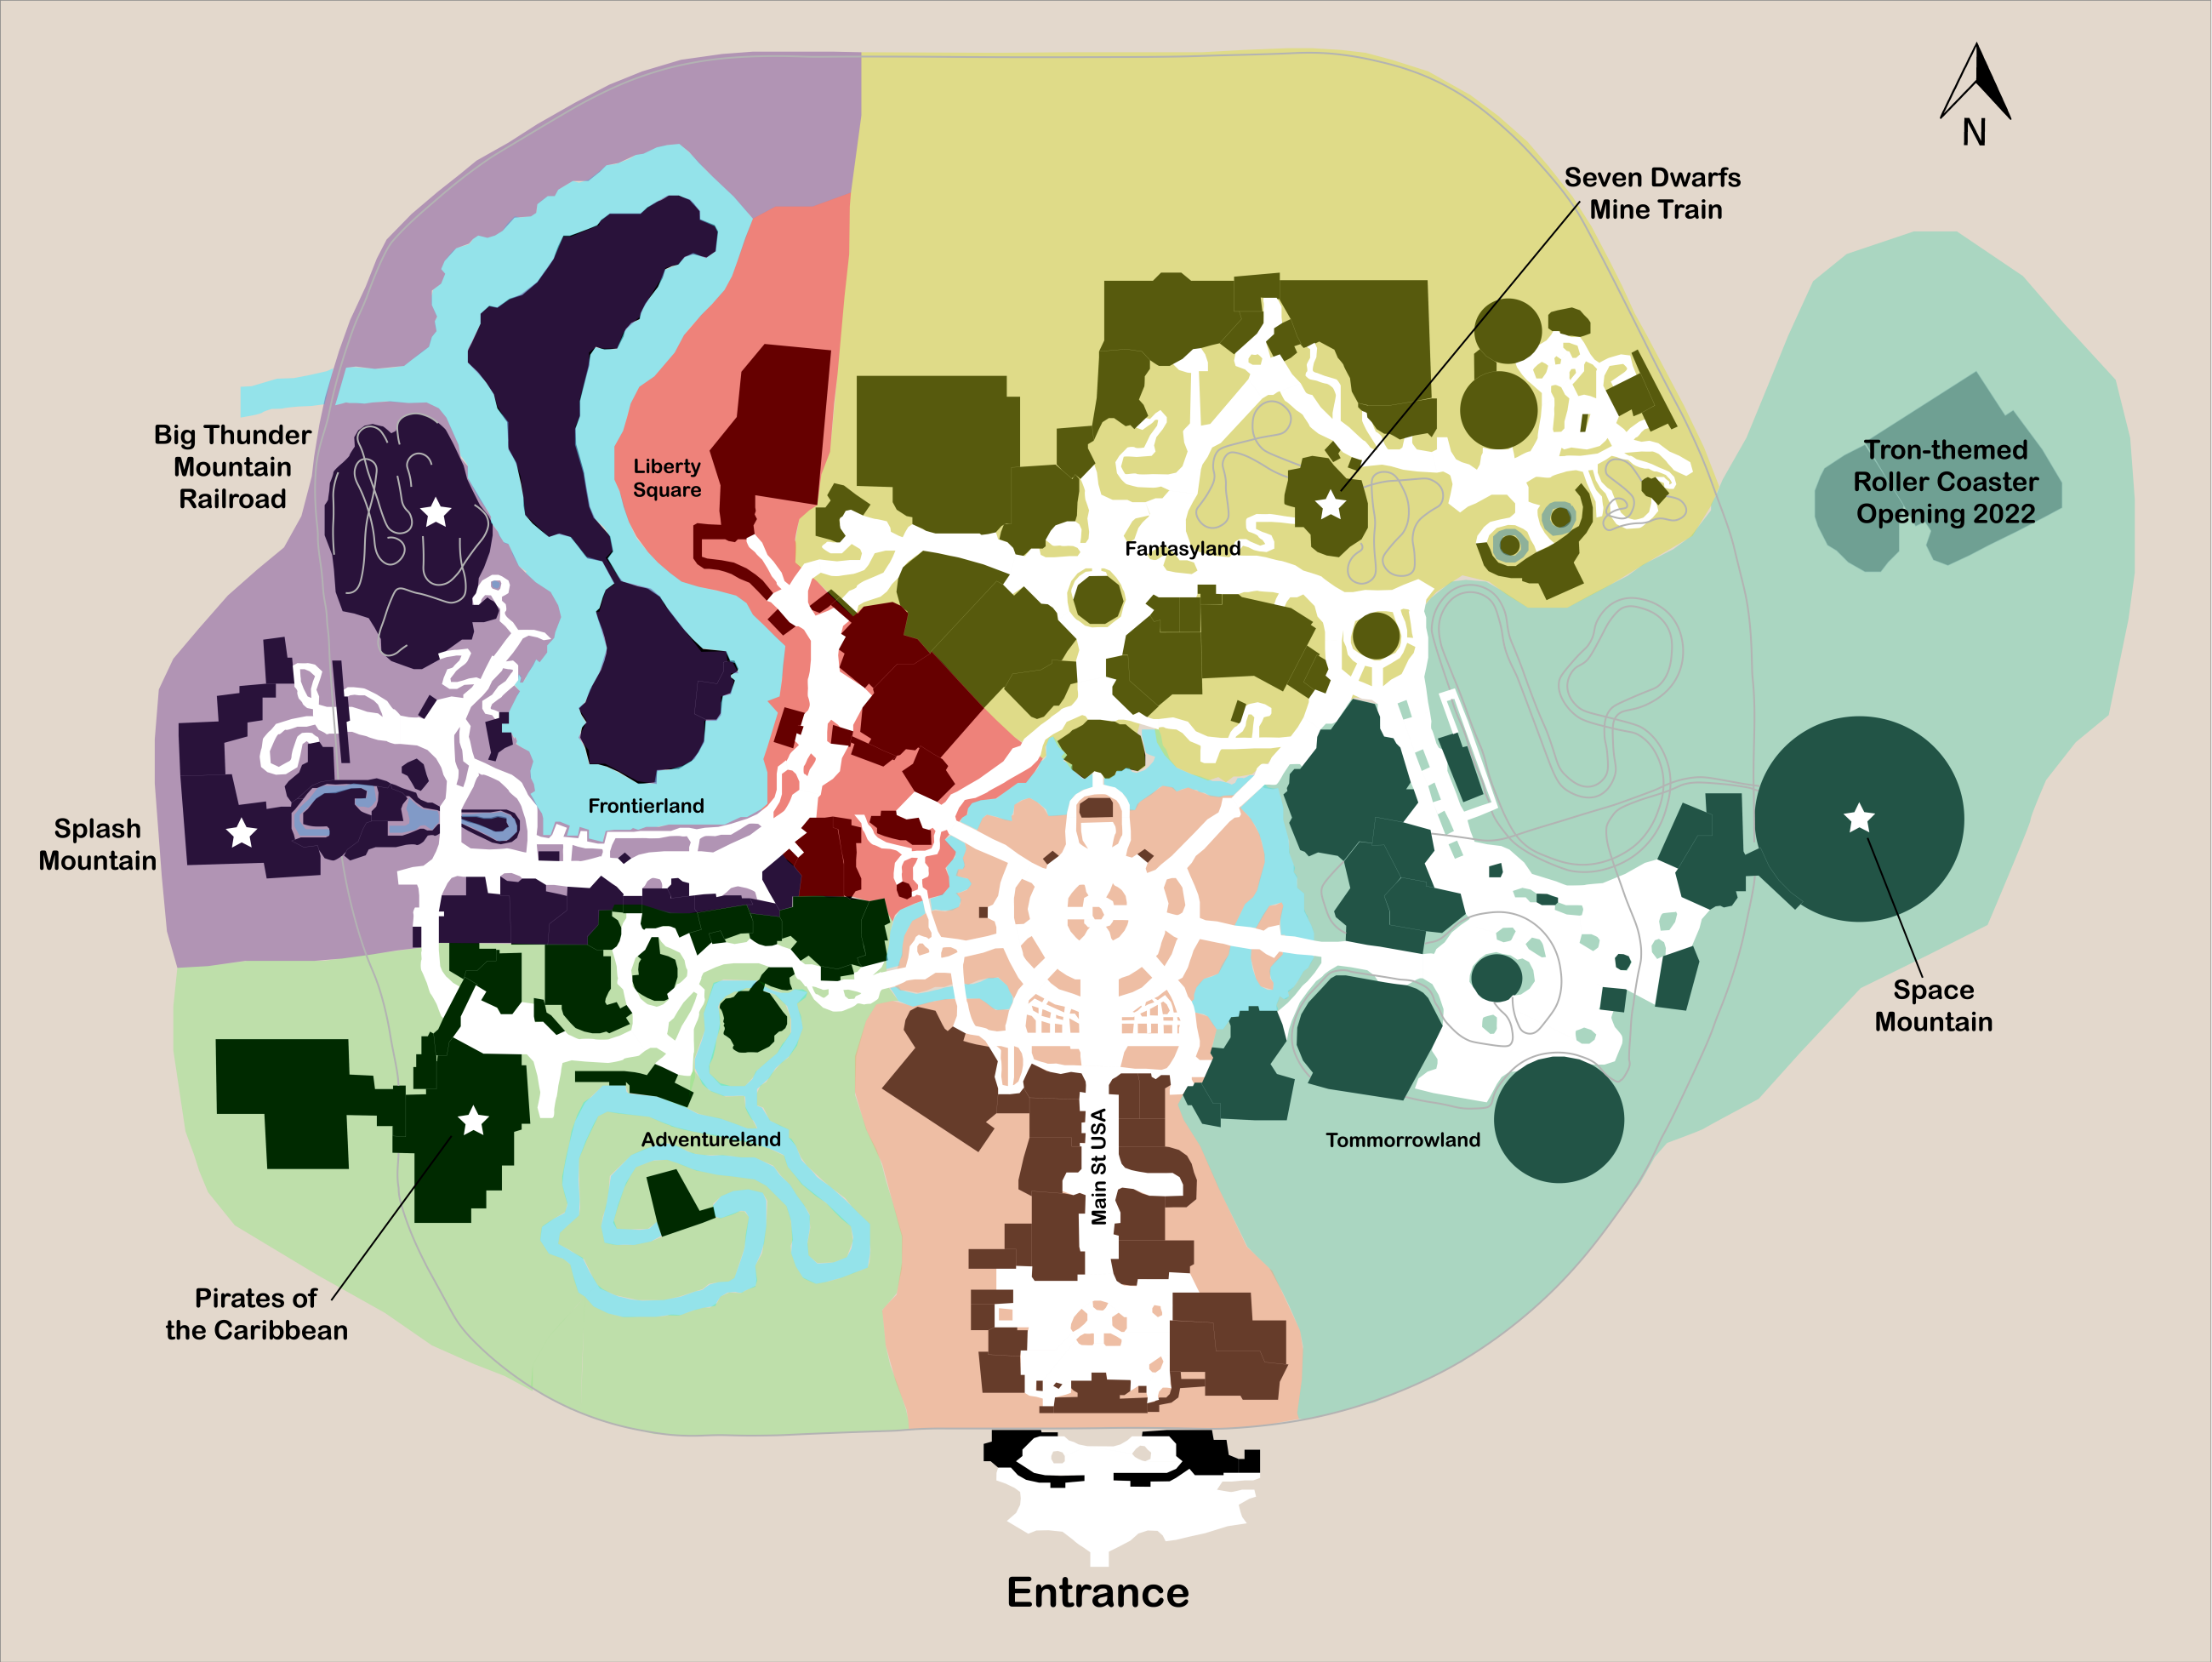 N
Seven Dwarfs
Mine Train
Big Thunder
Mountain
Railroad
Liberty
Square
Tron-themed
Roller Coaster
Opening 2022
Fantasyland
Frontierland
Splash
Mountain
Space
Mountain
Adventureland
Main St USA
Tommorrowland
Pirates of
the Caribbean
Entrance